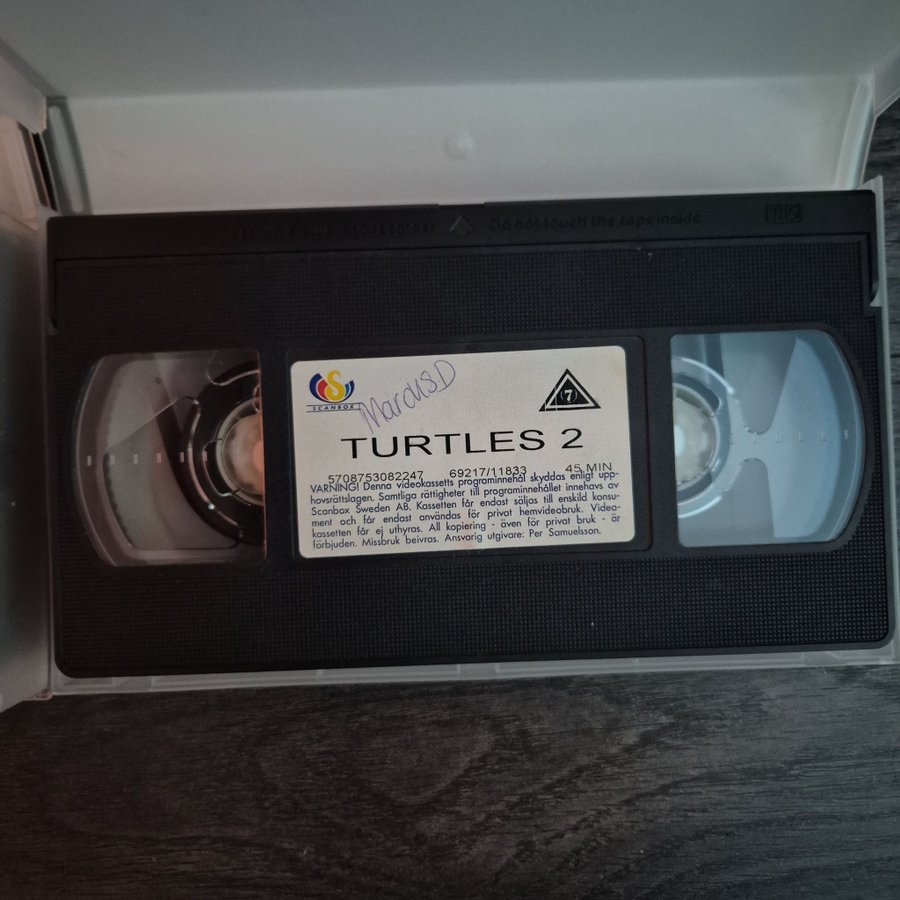 Do not touch the tape inside
VHS
SCANBOX
Marcus.D
7
TURTLES 2
5708753082247 69217/11833 45 MIN
VARNING! Denna videokassetts programinnehål skyddas enligt upp-
hovsrättslagen. Samtliga rättigheter till programinnehållet innehavs av
Scanbox Sweden AB. Kassetten får endast säljas till enskild konsu-
ment och får endast användas för privat hemvideobruk. Video-
kassetten får ej uthyras. All kopiering - även för privat bruk - är
förbjuden. Missbruk beivras. Ansvarig utgivare: Per Samuelsson.